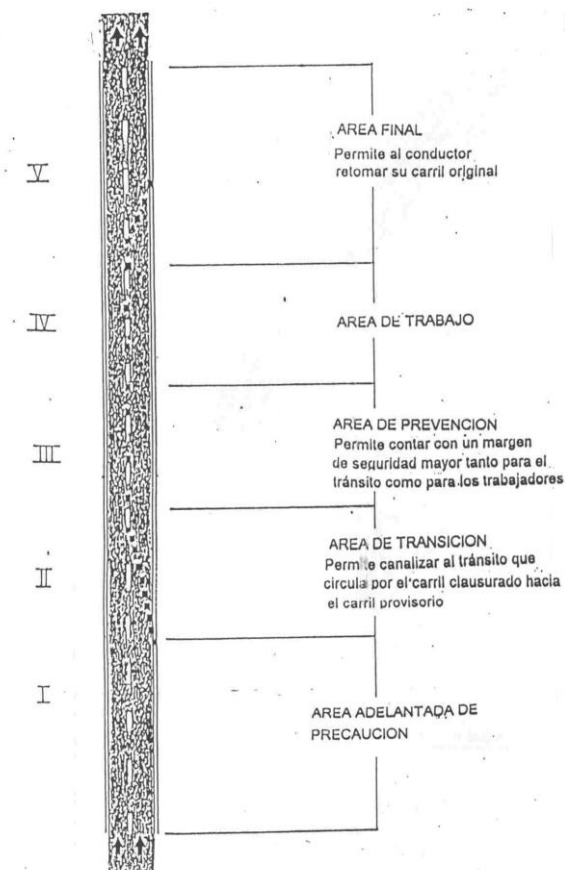 V
AREA FINAL
Permite al conductor
retomar su carril original
IV
AREA DE TRABAJO
III
AREA DE PREVENCION
Permite contar con un margen
de seguridad mayor tanto para el
tránsito como para los trabajadores
II
AREA DE TRANSICION
Permite canalizar al tránsito que
circula por el carril clausurado hacia
el carril provisorio
I
AREA ADELANTADA DE
PRECAUCION